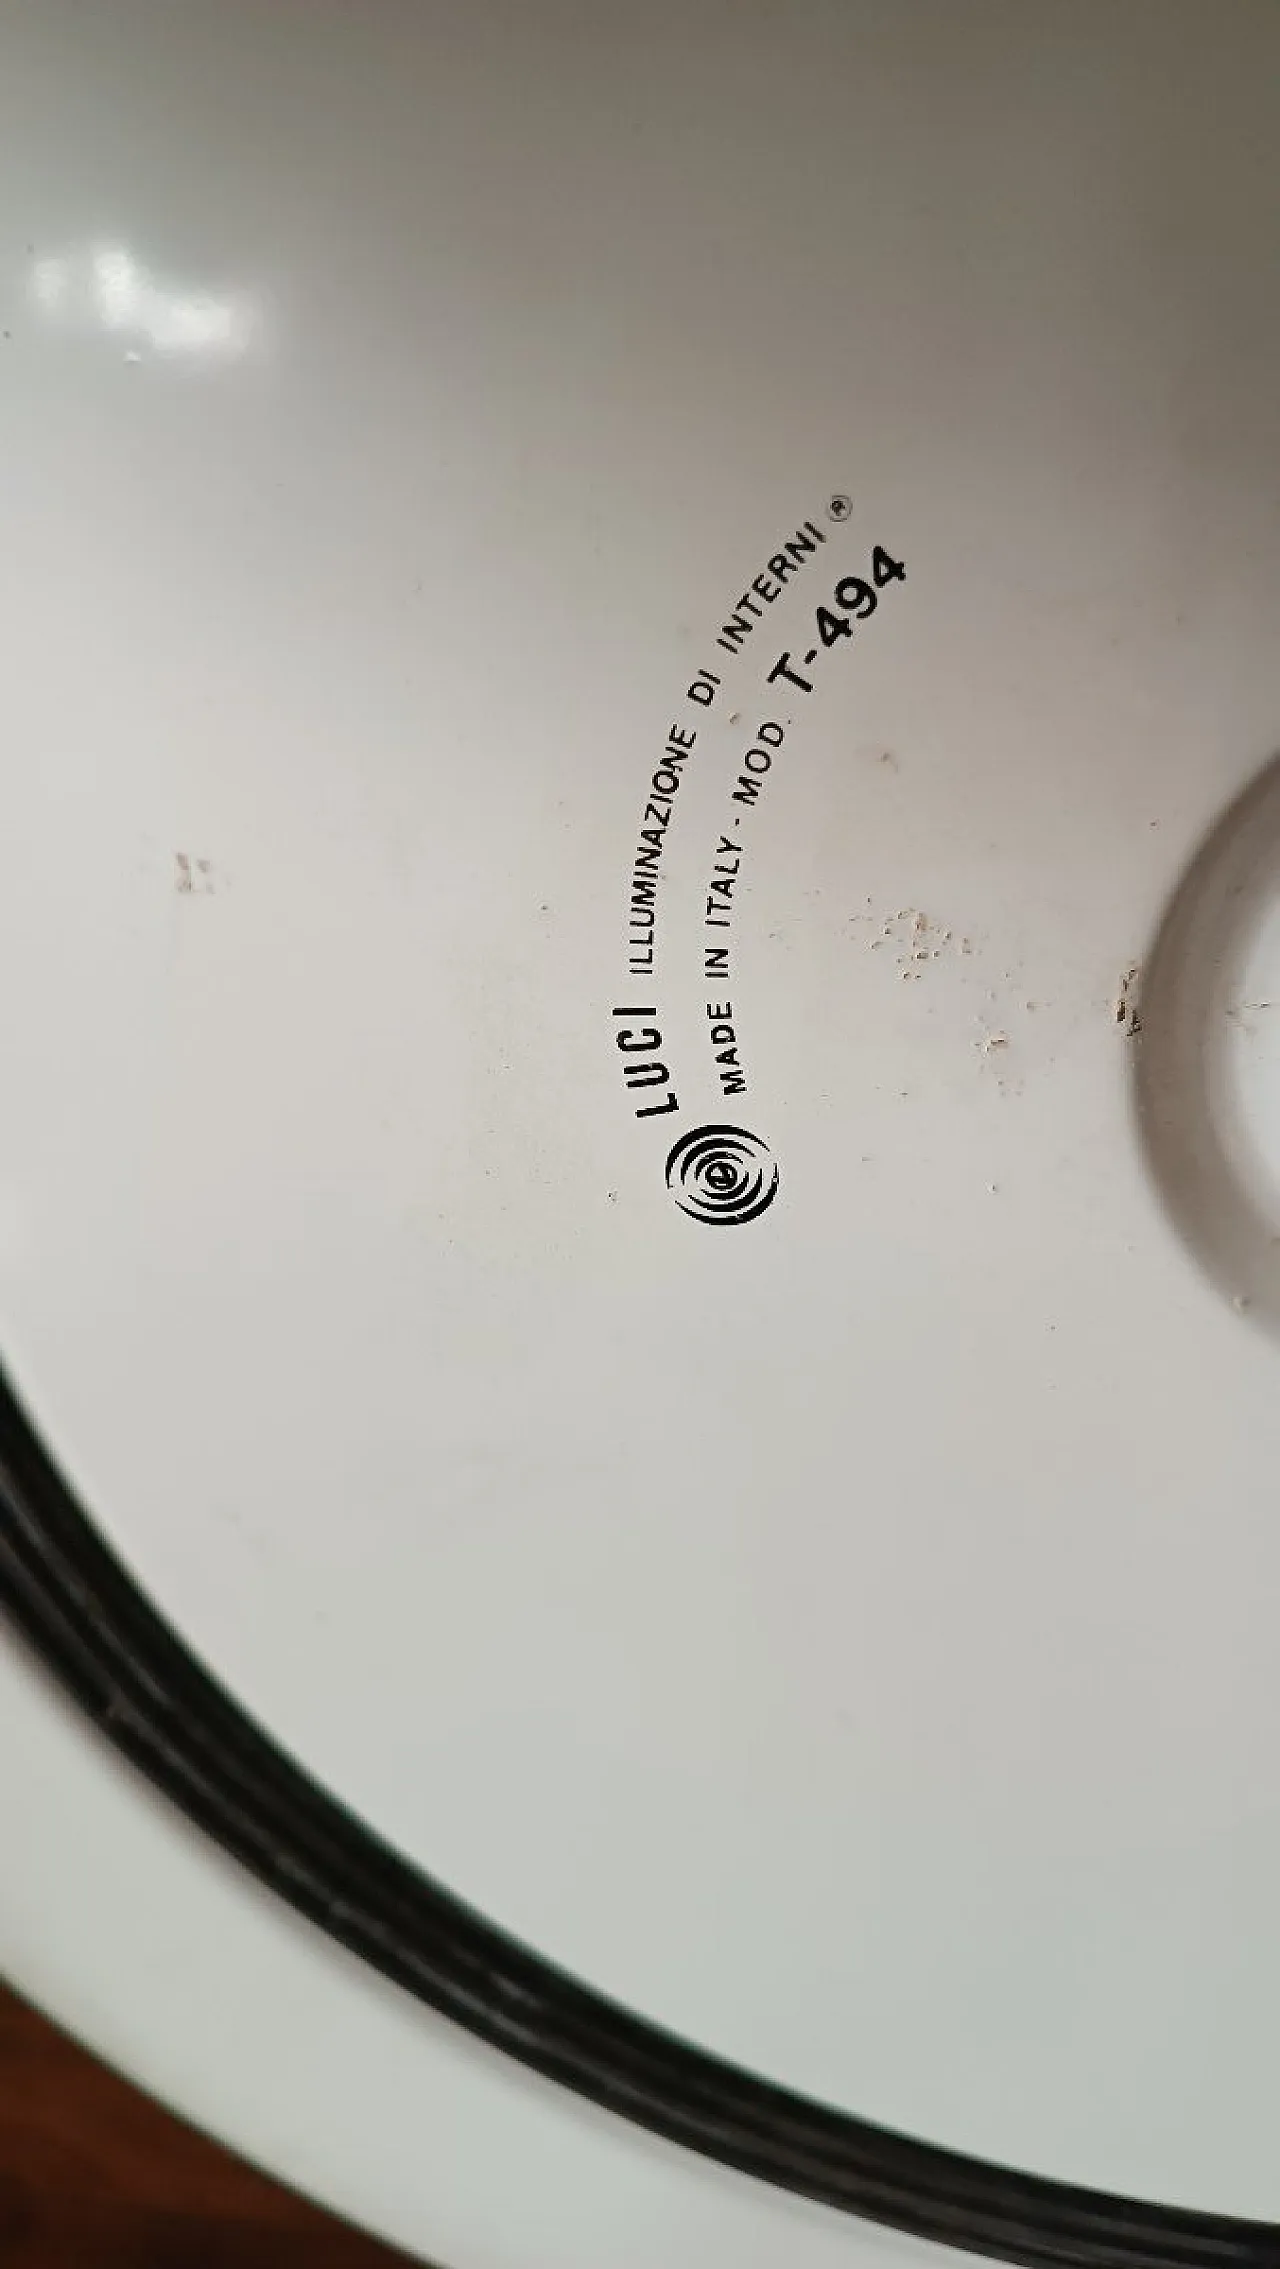 LUCI ILLUMINAZIONE DI INTERNI ®
MADE IN ITALY - MOD. T-494